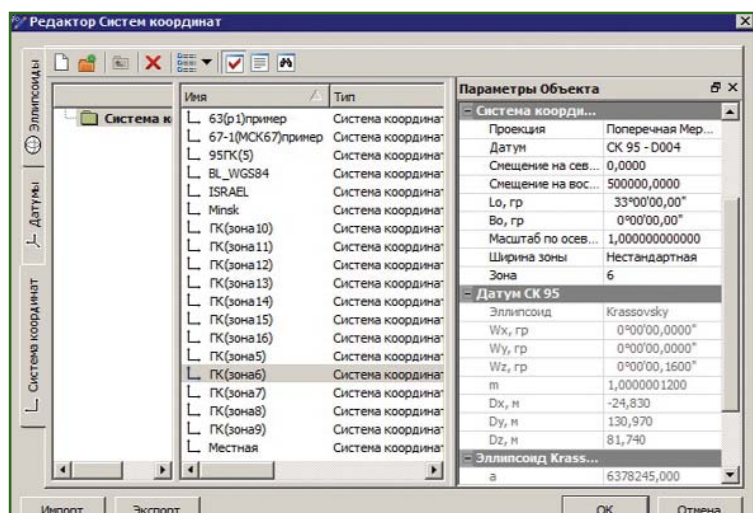 Редактор Систем координат
Эллипсоиды
Датумы
Система координат
Система к
Имя Тип
63(р1)пример Система координат
67-1(МСК67)пример Система координат
95ГК(5) Система координат
BL_WGS84 Система координат
ISRAEL Система координат
Minsk Система координат
ГК(зона10) Система координат
ГК(зона11) Система координат
ГК(зона12) Система координат
ГК(зона13) Система координат
ГК(зона14) Система координат
ГК(зона15) Система координат
ГК(зона16) Система координат
ГК(зона5) Система координат
ГК(зона6) Система координат
ГК(зона7) Система координат
ГК(зона8) Система координат
ГК(зона9) Система координат
Местная Система координат
Параметры Объекта
Система коорди...
Проекция Поперечная Мер...
Датум СК 95 - D004
Смещение на сев... 0,0000
Смещение на вос... 500000,0000
Lo, гр 33°00'00,00"
Bo, гр 0°00'00,00"
Масштаб по осев... 1,000000000000
Ширина зоны Нестандартная
Зона 6
Датум СК 95
Эллипсоид Krassovsky
Wx, гр 0°00'00,0000"
Wy, гр 0°00'00,0000"
Wz, гр 0°00'00,1600"
m 1,0000001200
Dx, м -24,830
Dy, м 130,970
Dz, м 81,740
Эллипсоид Krass...
a 6378245,000
Импорт Экспорт OK Отмена